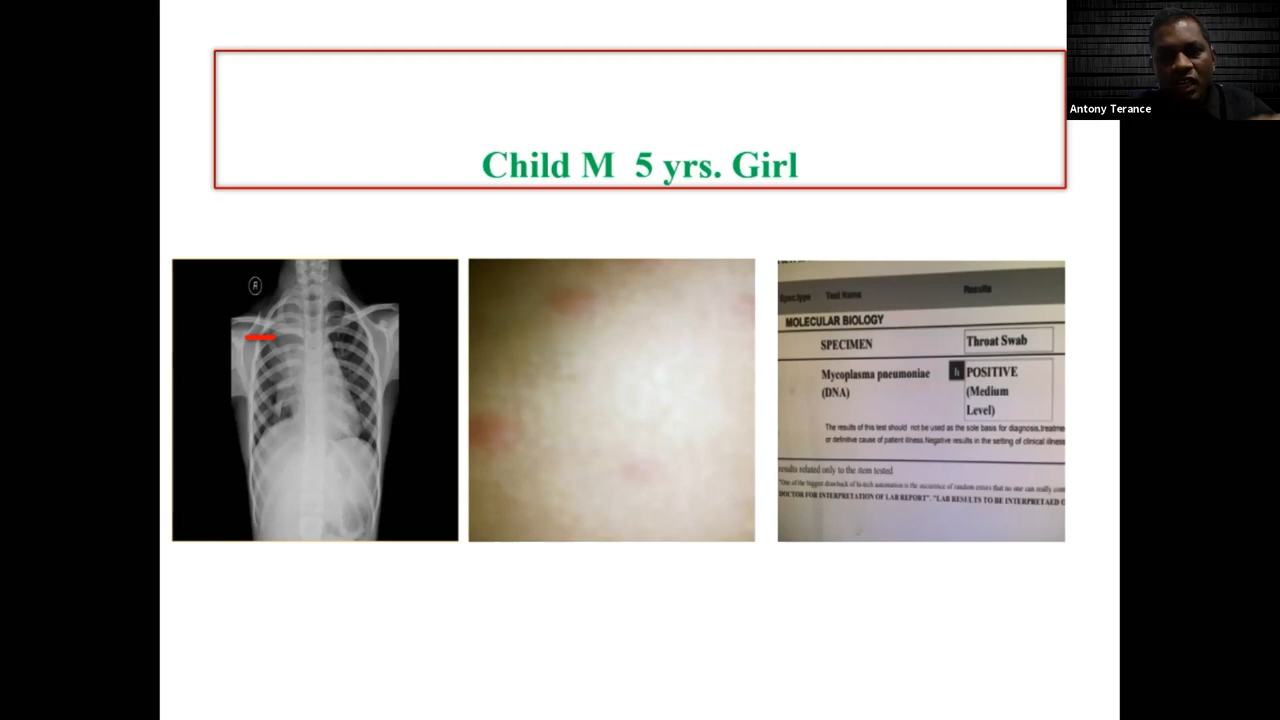 Antony Terance
Child M 5 yrs. Girl
R
Spec.type Test Name Results
MOLECULAR BIOLOGY
SPECIMEN Throat Swab
Mycoplasma pneumoniae h POSITIVE
(DNA) (Medium
Level)
The results of this test should not be used as the sole basis for diagnosis, treatme
or definitive cause of patient illness. Negative results in the setting of clinical illness
results related only to the item tested
"One of the biggest drawback of hi-tech automation is the occurrence of random errors that no one can really
DOCTOR FOR INTERPRETATION OF LAB REPORT". "LAB RESULTS TO BE INTERPRETAED